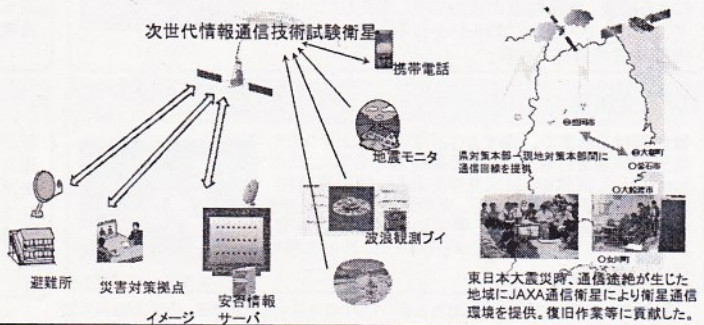 次世代情報通信技術試験衛星
携帯電話
地震モニタ
波浪観測ブイ
避難所
災害対策拠点
安否情報
サーバ
イメージ
盛岡市
大槌町
釜石市
大船渡市
女川町
県対策本部−現地対策本部間に
通信回線を提供
東日本大震災時、通信途絶が生じた
地域にJAXA通信衛星により衛星通信
環境を提供。復旧作業等に貢献した。